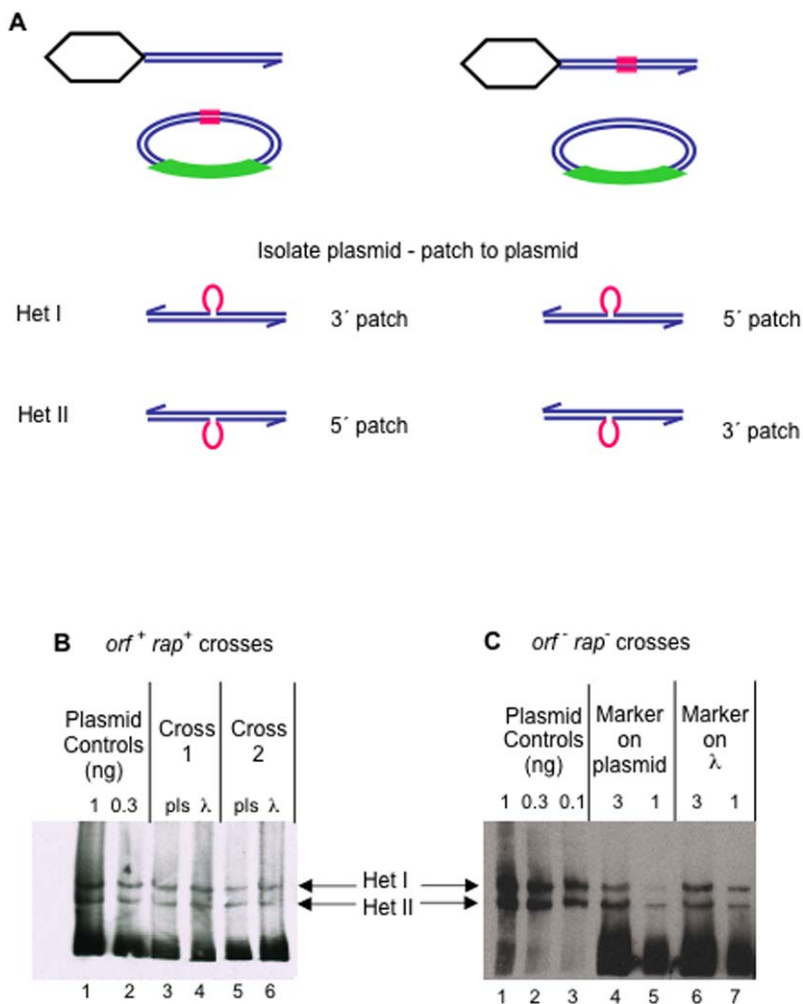 A
Isolate plasmid - patch to plasmid
Het I
3´ patch
5´ patch
Het II
5´ patch
3´ patch
B orf + rap+ crosses
Plasmid Controls (ng)
Cross 1
Cross 2
1 0.3 pls λ pls λ
1 2 3 4 5 6
Het I
Het II
C orf - rap- crosses
Plasmid Controls (ng)
Marker on plasmid
Marker on λ
1 0.3 0.1 3 1 3 1
1 2 3 4 5 6 7